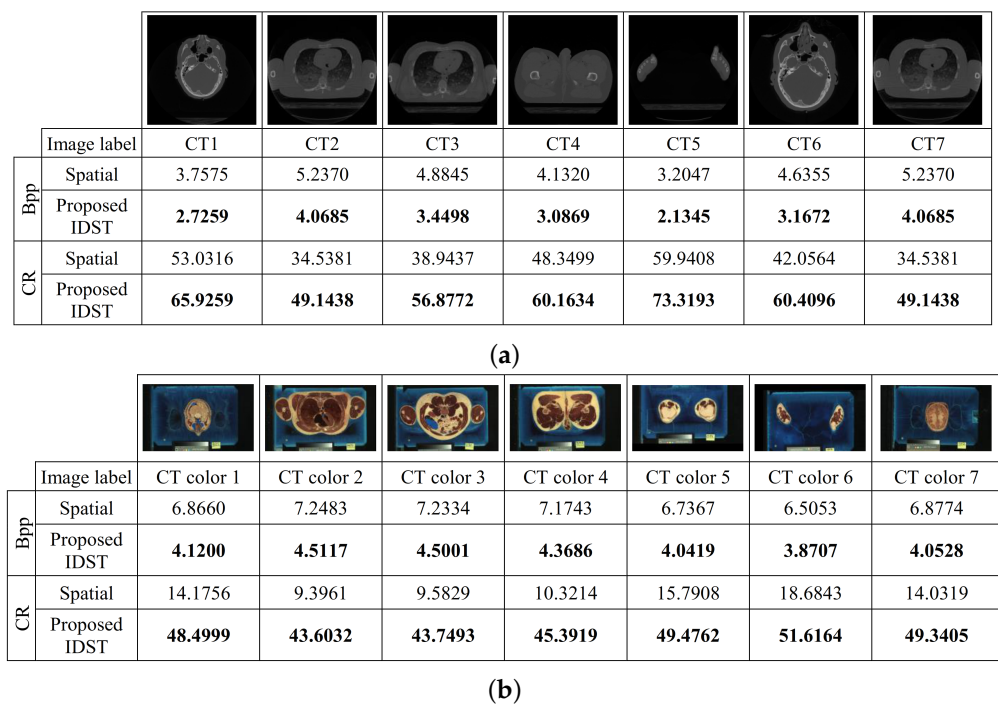 Image label CT1 CT2 CT3 CT4 CT5 CT6 CT7
Bpp
Spatial 3.7575 5.2370 4.8845 4.1320 3.2047 4.6355 5.2370
Proposed
IDST 2.7259 4.0685 3.4498 3.0869 2.1345 3.1672 4.0685
CR
Spatial 53.0316 34.5381 38.9437 48.3499 59.9408 42.0564 34.5381
Proposed
IDST 65.9259 49.1438 56.8772 60.1634 73.3193 60.4096 49.1438
(a)
Image label CT color 1 CT color 2 CT color 3 CT color 4 CT color 5 CT color 6 CT color 7
Bpp
Spatial 6.8660 7.2483 7.2334 7.1743 6.7367 6.5053 6.8774
Proposed
IDST 4.1200 4.5117 4.5001 4.3686 4.0419 3.8707 4.0528
CR
Spatial 14.1756 9.3961 9.5829 10.3214 15.7908 18.6843 14.0319
Proposed
IDST 48.4999 43.6032 43.7493 45.3919 49.4762 51.6164 49.3405
(b)